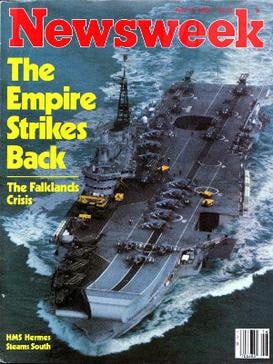 Newsweek
The
Empire
Strikes
Back
The Falklands
Crisis
HMS Hermes
Steams South